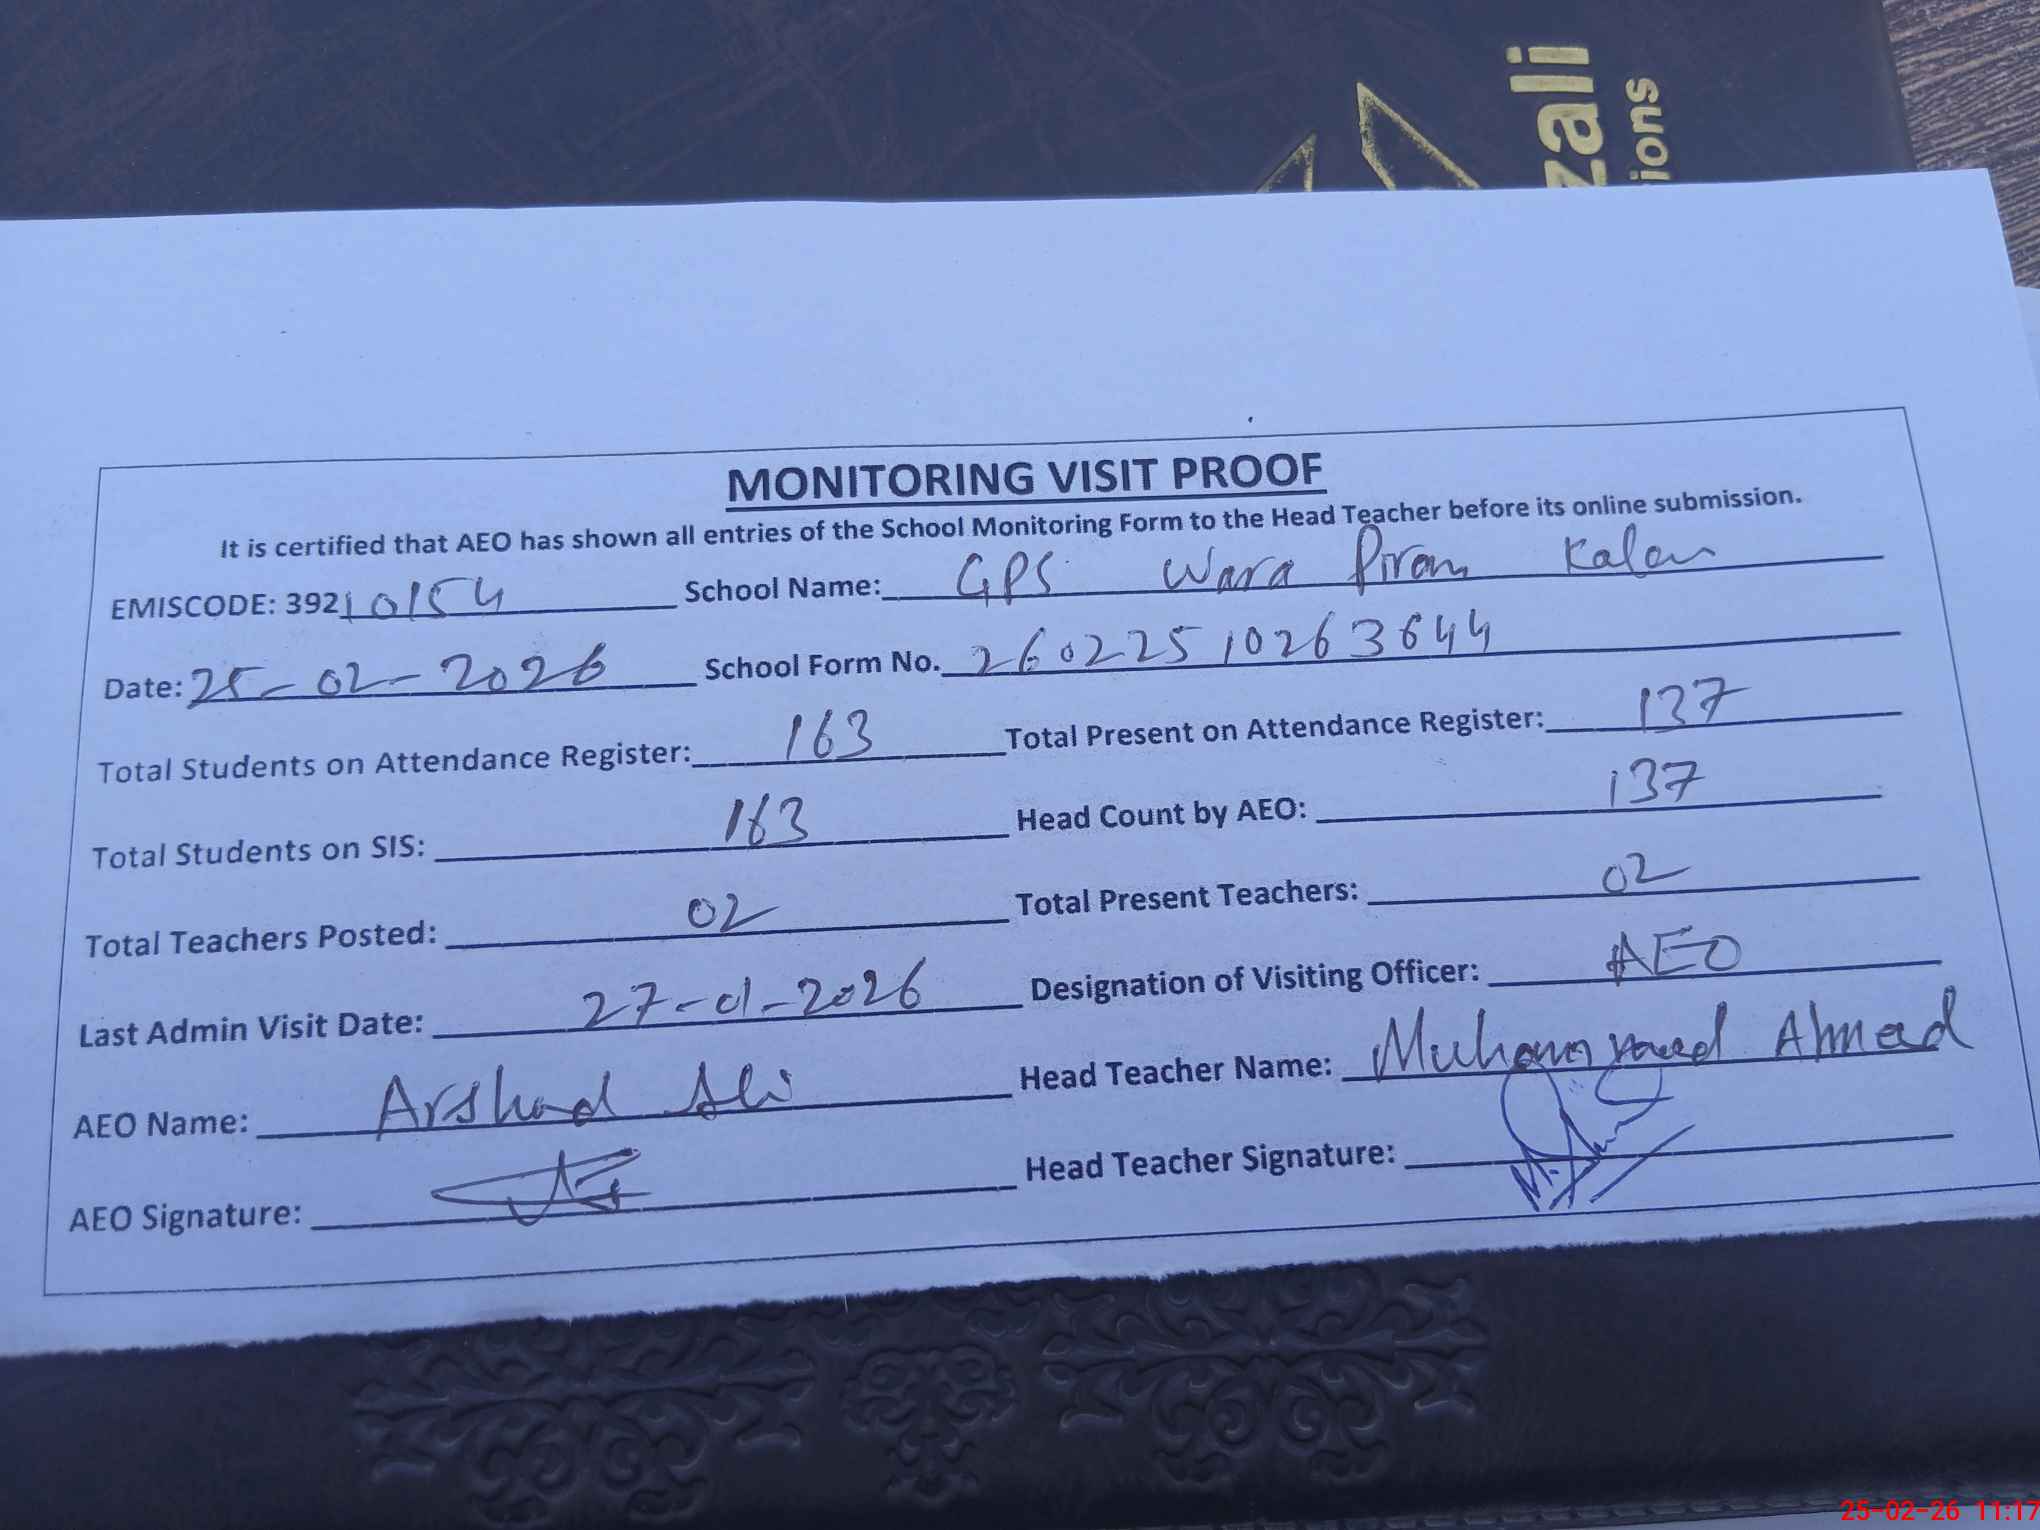 zali
ions
MONITORING VISIT PROOF
It is certified that AEO has shown all entries of the School Monitoring Form to the Head Teacher before its online submission.
EMISCODE: 39210154 School Name: GPS Wara Piran Kalan
Date: 25-02-2026 School Form No. 26022510263644
Total Students on Attendance Register: 163 Total Present on Attendance Register: 137
Total Students on SIS: 163 Head Count by AEO: 137
Total Teachers Posted: 02 Total Present Teachers: 02
Last Admin Visit Date: 27-01-2026 Designation of Visiting Officer: AEO
AEO Name: Arshad Ali Head Teacher Name: Muhammad Ahmad
AEO Signature: Head Teacher Signature:
25-02-26 11:17